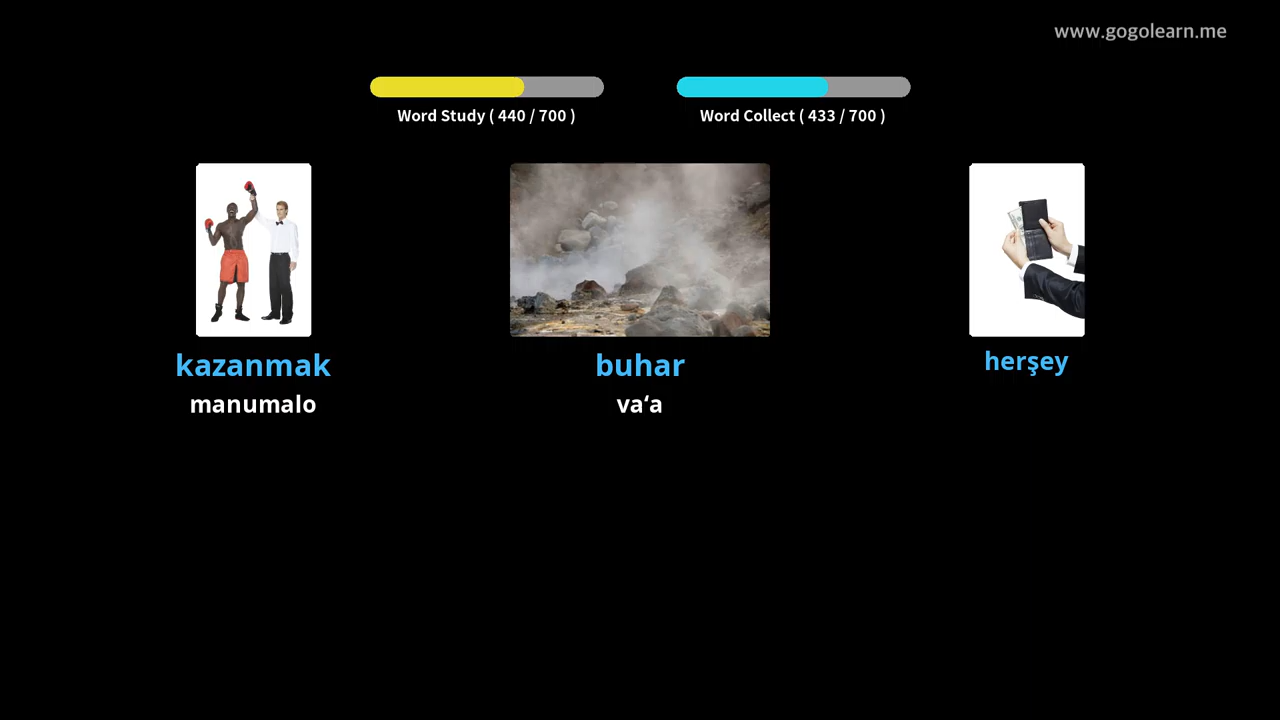 www.gogolearn.me
Word Study ( 440 / 700 )
Word Collect ( 433 / 700 )
kazanmak
buhar
herşey
manumalo
va‘a